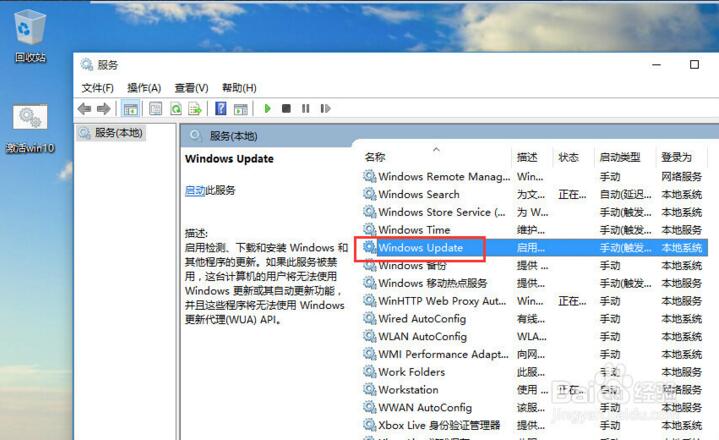 回收站
激活win10
服务
文件(F) 操作(A) 查看(V) 帮助(H)
服务(本地)
服务(本地)
Windows Update
启动此服务
描述:
启用检测、下载和安装 Windows 和
其他程序的更新。如果此服务被禁
用，这台计算机的用户将无法使用
Windows 更新或其自动更新功能，
并且这些程序将无法使用 Windows
更新代理(WUA) API。
名称 描述 状态 启动类型 登录为
Windows Remote Manag... Win... 手动 网络服务
Windows Search 为文... 正在... 自动(延迟... 本地系统
Windows Store Service (... 为 W... 手动(触发... 本地系统
Windows Time 维护... 手动(触发... 本地服务
Windows Update 启用... 手动(触发... 本地系统
Windows 备份 提供... 手动 本地系统
Windows 移动热点服务 提供... 手动(触发... 本地服务
WinHTTP Web Proxy Aut... Win... 正在... 手动 本地服务
Wired AutoConfig 有线... 手动 本地系统
WLAN AutoConfig WLA... 手动 本地系统
WMI Performance Adapt... 向网... 手动 本地系统
Work Folders 此服... 手动 本地服务
Workstation 使用... 正在... 自动 网络服务
WWAN AutoConfig 该服... 手动 本地服务
Xbox Live 身份验证管理器 提供... 手动 本地系统
Baidu 经验
jingyan.baidu.com